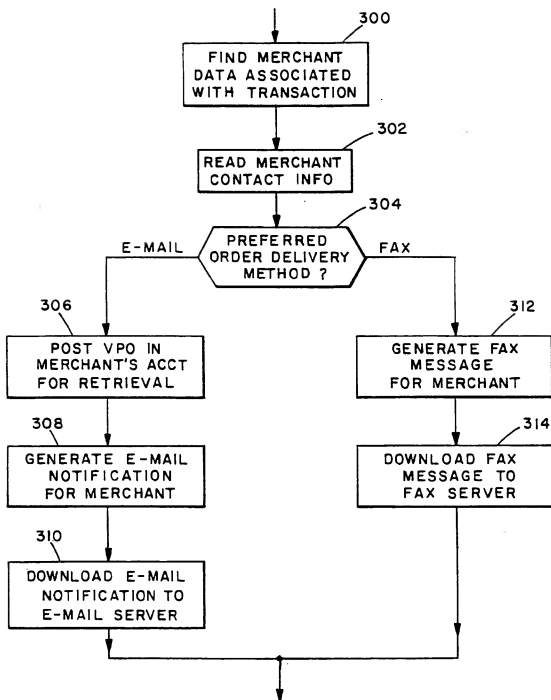 300
FIND MERCHANT
DATA ASSOCIATED
WITH TRANSACTION
302
READ MERCHANT
CONTACT INFO
304
PREFERRED
ORDER DELIVERY
METHOD ?
E-MAIL
FAX
306
POST VPO IN
MERCHANT'S ACCT
FOR RETRIEVAL
308
GENERATE E-MAIL
NOTIFICATION
FOR MERCHANT
310
DOWNLOAD E-MAIL
NOTIFICATION TO
E-MAIL SERVER
312
GENERATE FAX
MESSAGE
FOR MERCHANT
314
DOWNLOAD FAX
MESSAGE TO
FAX SERVER